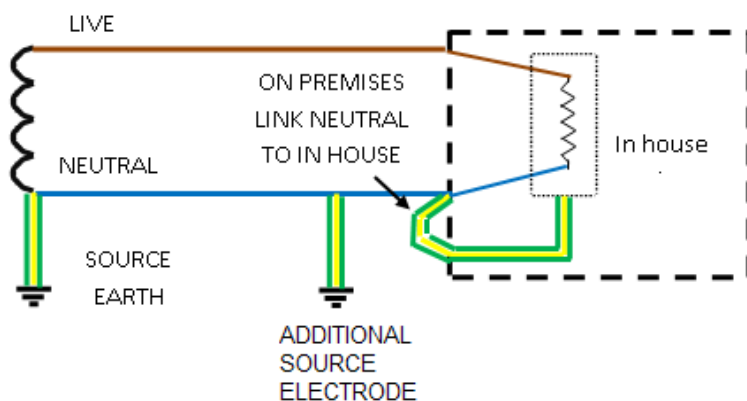 LIVE
ON PREMISES
LINK NEUTRAL
TO IN HOUSE
In house
NEUTRAL
SOURCE
EARTH
ADDITIONAL
SOURCE
ELECTRODE